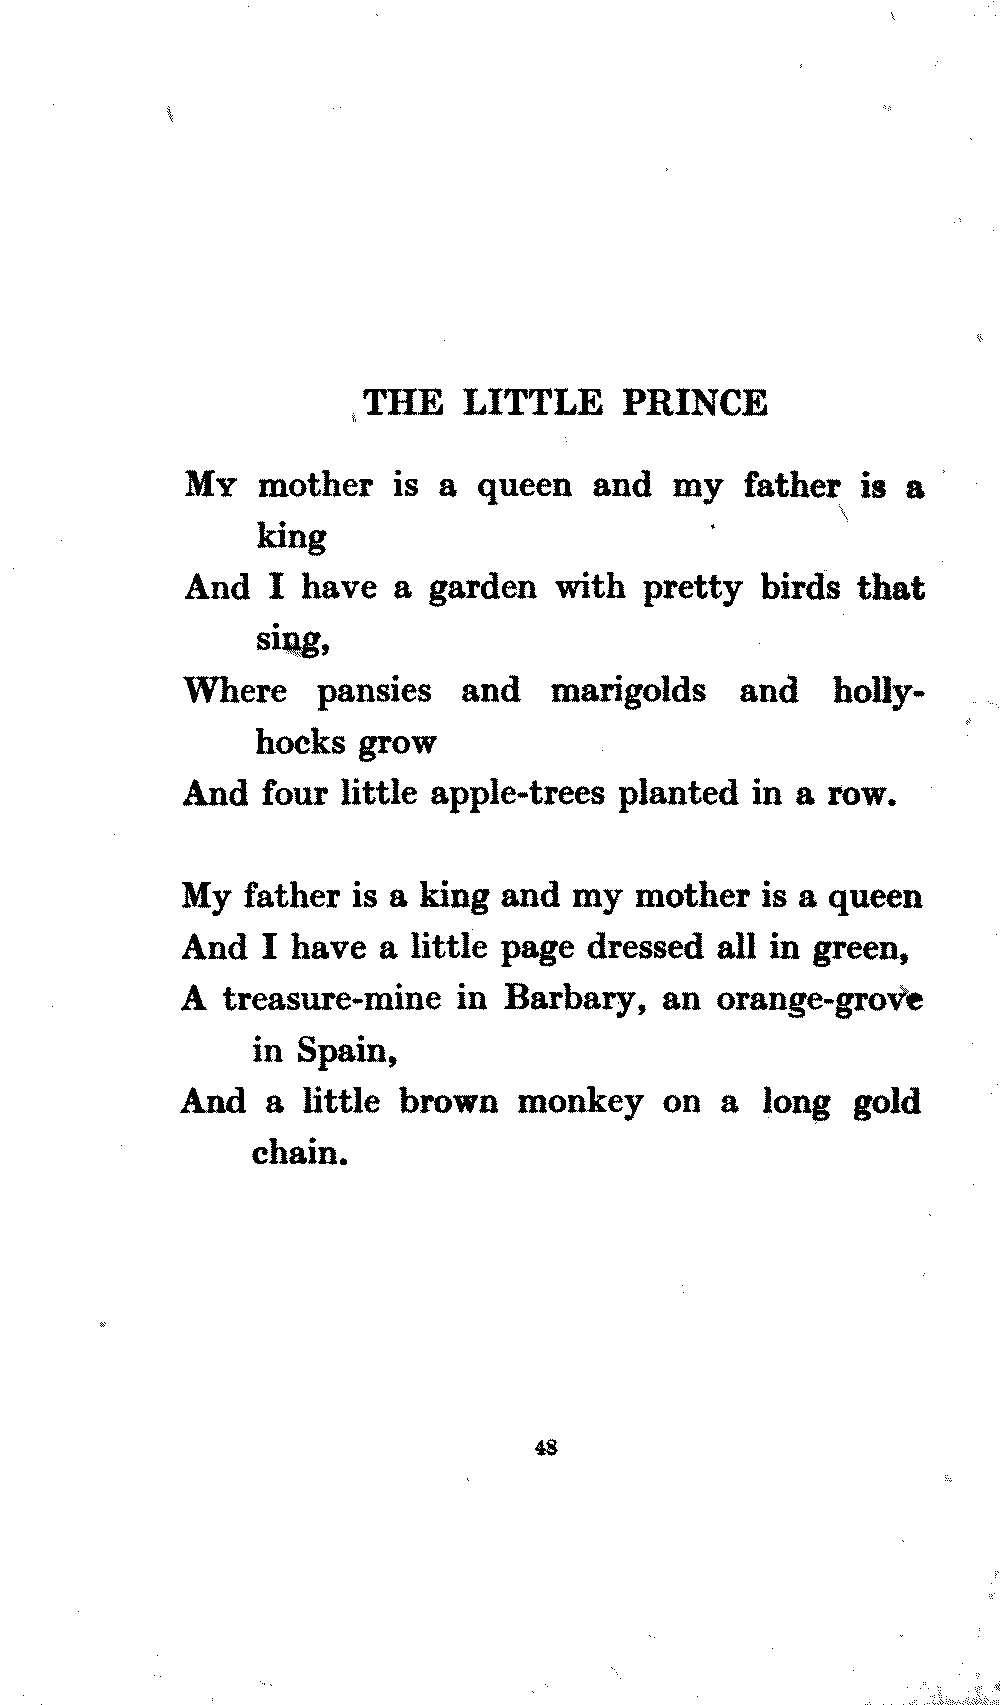 THE LITTLE PRINCE
MY mother is a queen and my father is a
king
And I have a garden with pretty birds that
sing,
Where pansies and marigolds and holly-
hocks grow
And four little apple-trees planted in a row.
My father is a king and my mother is a queen
And I have a little page dressed all in green,
A treasure-mine in Barbary, an orange-grove
in Spain,
And a little brown monkey on a long gold
chain.
48